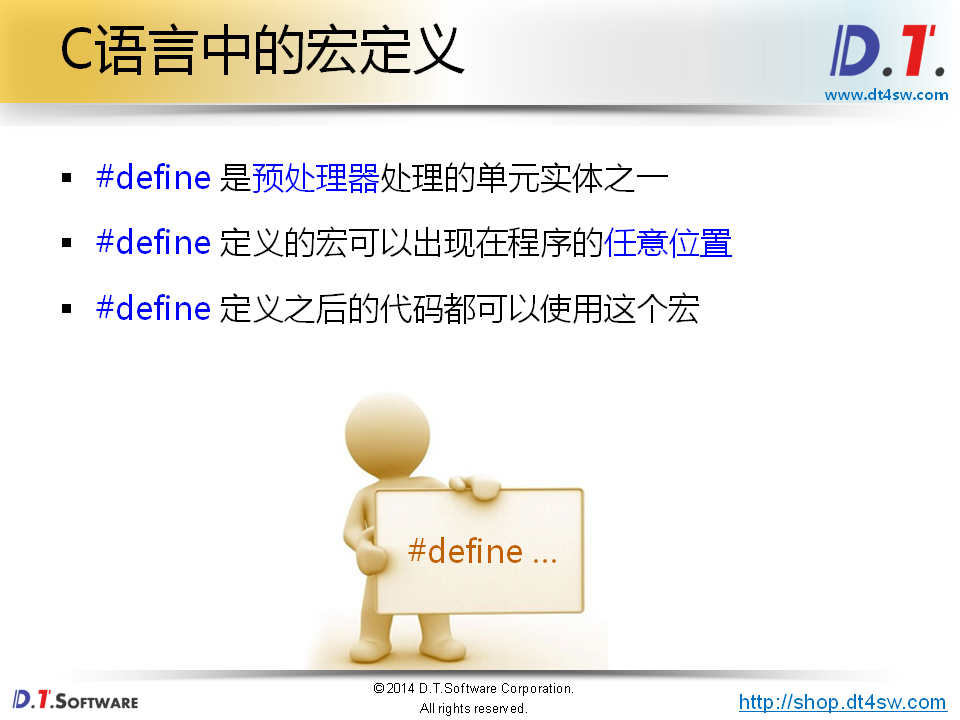 C语言中的宏定义
D.T.
www.dt4sw.com
▪ #define 是预处理器处理的单元实体之一
▪ #define 定义的宏可以出现在程序的任意位置
▪ #define 定义之后的代码都可以使用这个宏
#define ...
D.T.SOFTWARE
©2014 D.T.Software Corporation.
All rights reserved.
http://shop.dt4sw.com